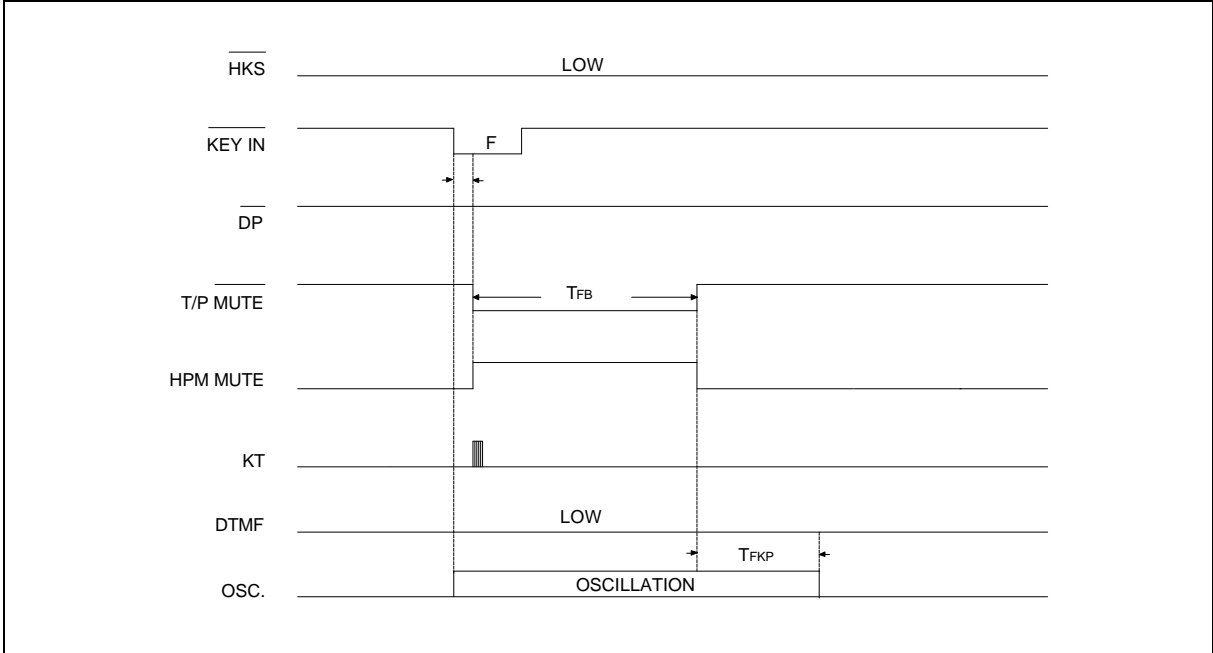 HKS
LOW
KEY IN
F
DP
T/P MUTE
TFB
HPM MUTE
KT
DTMF
LOW
TFKP
OSC.
OSCILLATION